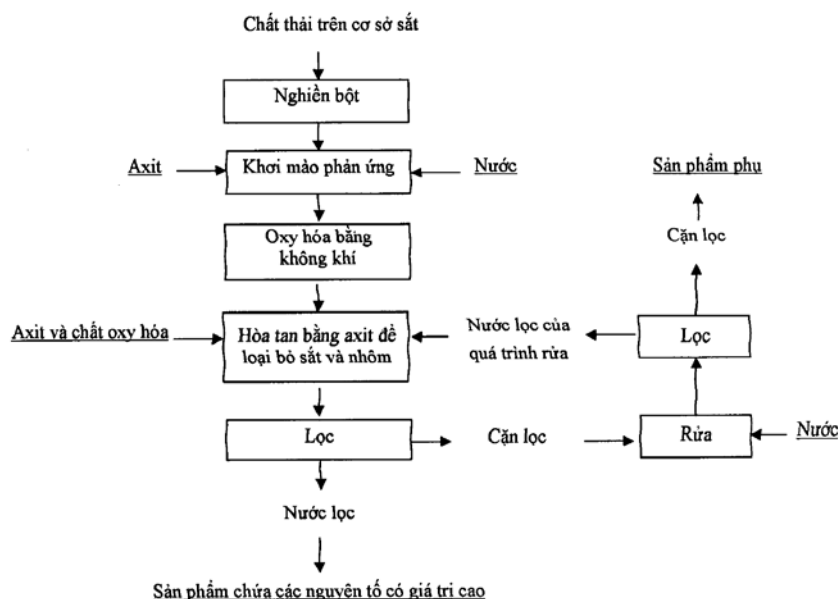 Chất thải trên cơ sở sắt
Nghiền bột
Axit
Khơi mào phản ứng
Nước
Sản phẩm phụ
Oxy hóa bằng
không khí
Cặn lọc
Axit và chất oxy hóa
Hòa tan bằng axit để
loại bỏ sắt và nhôm
Nước lọc của
quá trình rửa
Lọc
Lọc
Cặn lọc
Rửa
Nước
Nước lọc
Sản phẩm chứa các nguyên tố có giá trị cao